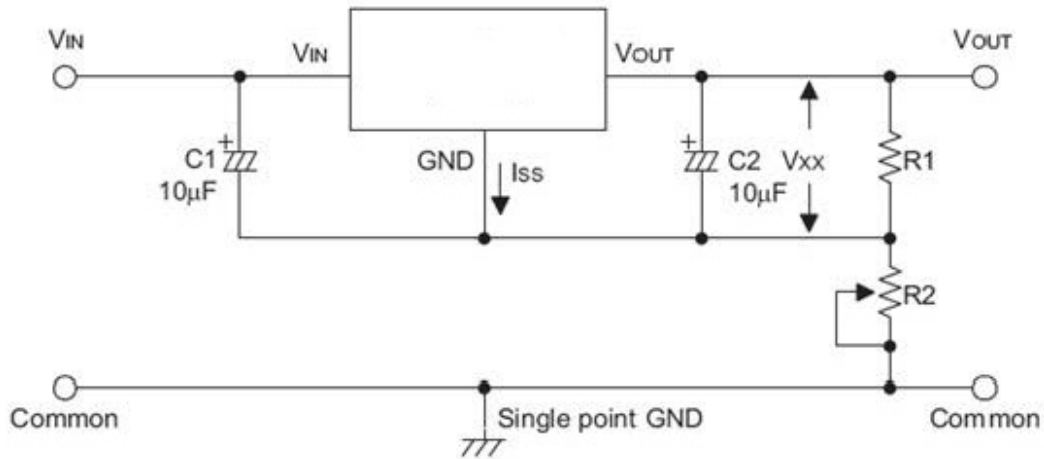 VIN
VIN
VOUT
VOUT
C1
10μF
GND
ISS
C2
10μF
VXX
R1
R2
Common
Single point GND
Common